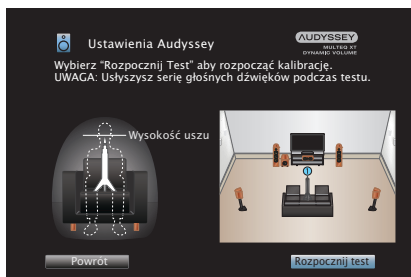 Ustawienia Audyssey
AUDYSSEY
MULTEQ XT
DYNAMIC VOLUME
Wybierz "Rozpocznij Test" aby rozpocząć kalibrację.
UWAGA: Usłyszysz serię głośnych dźwięków podczas testu.
Wysokość uszu
Powrót
Rozpocznij test